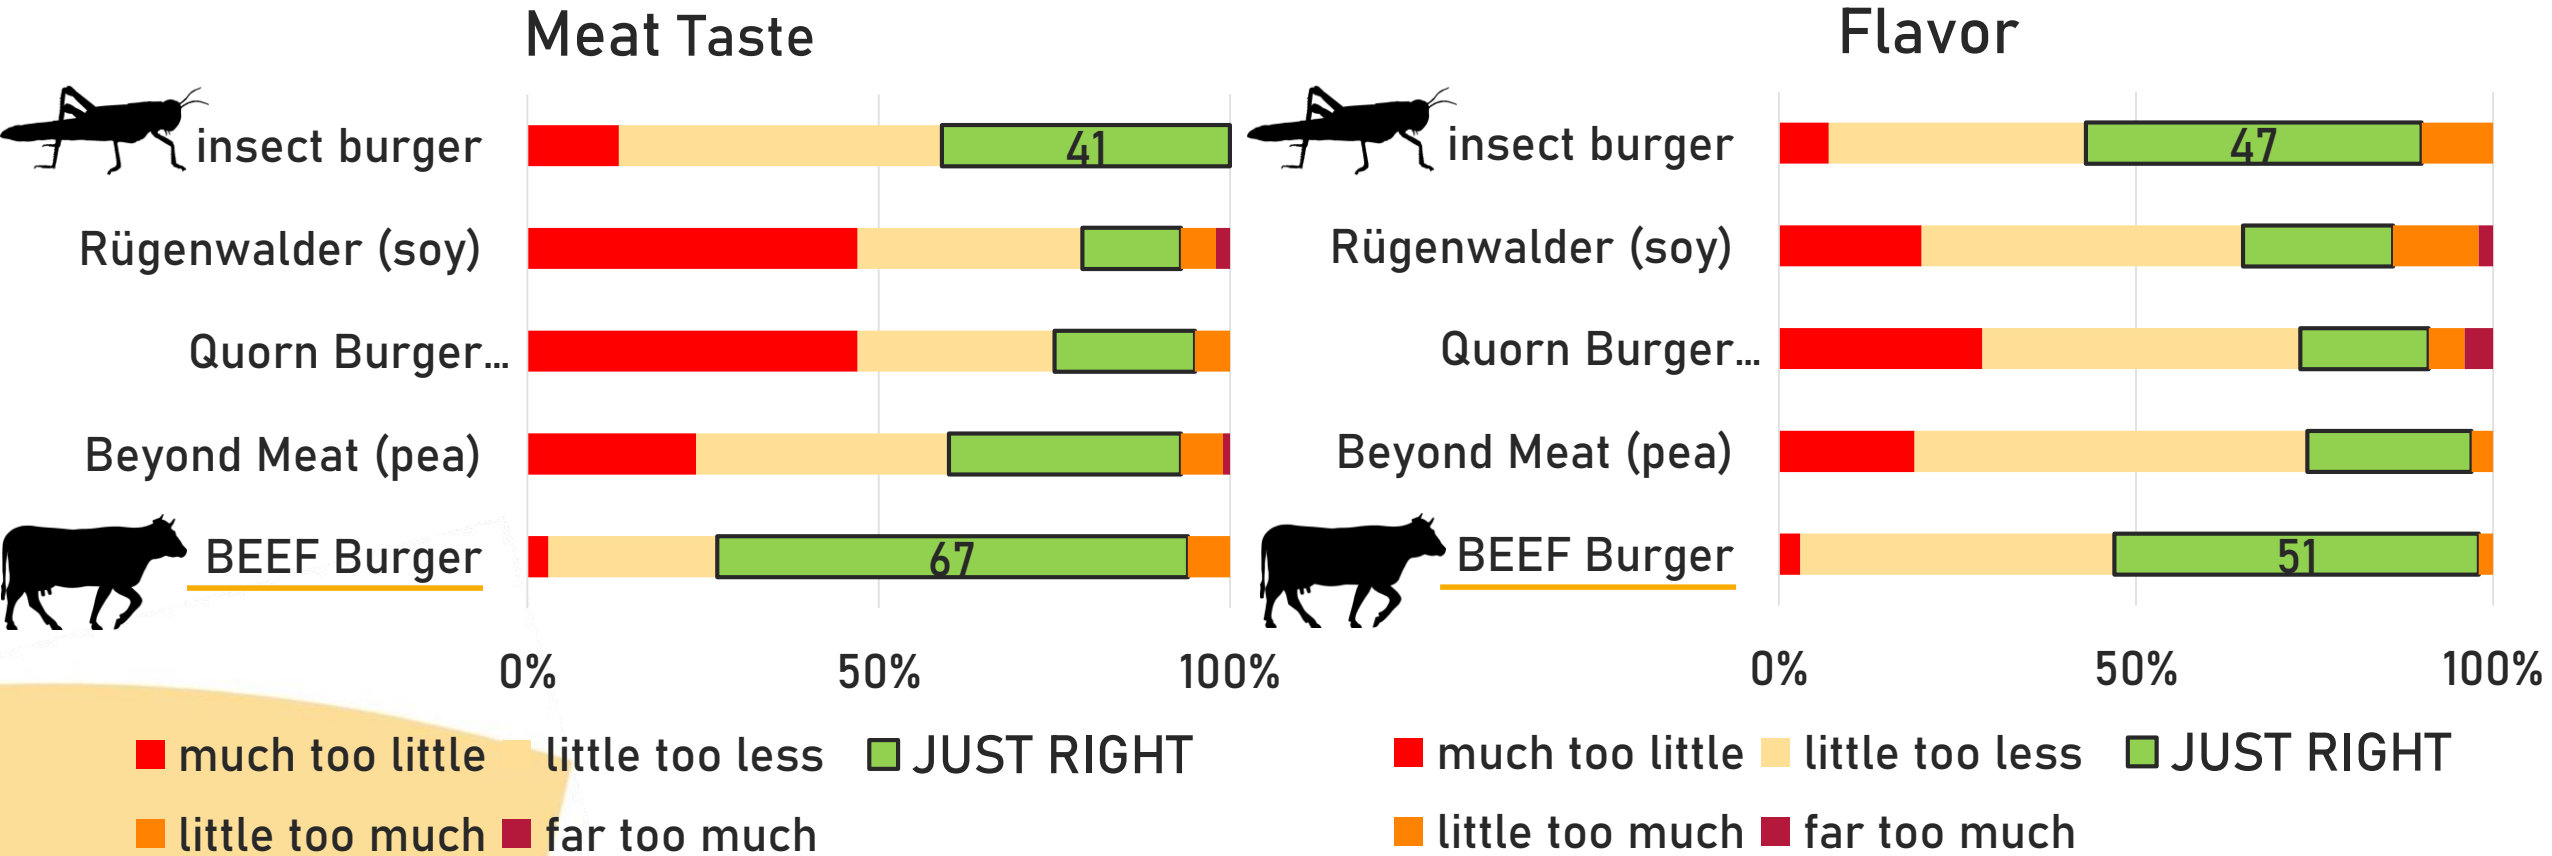 Meat Taste
insect burger
41
Rügenwalder (soy)
Quorn Burger...
Beyond Meat (pea)
BEEF Burger
67
0% 50% 100%
much too little little too less JUST RIGHT
little too much far too much
Flavor
insect burger
47
Rügenwalder (soy)
Quorn Burger...
Beyond Meat (pea)
BEEF Burger
51
0% 50% 100%
much too little little too less JUST RIGHT
little too much far too much